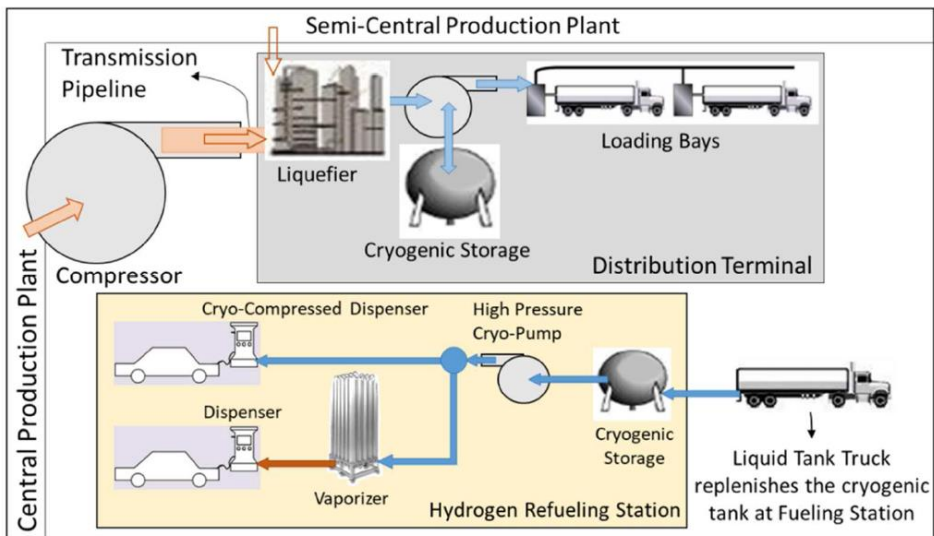 Semi-Central Production Plant
Transmission
Pipeline
Liquefier
Loading Bays
Cryogenic Storage
Compressor
Distribution Terminal
Central Production Plant
Cryo-Compressed Dispenser
High Pressure
Cryo-Pump
Dispenser
Cryogenic
Storage
Vaporizer
Hydrogen Refueling Station
Liquid Tank Truck
replenishes the cryogenic
tank at Fueling Station